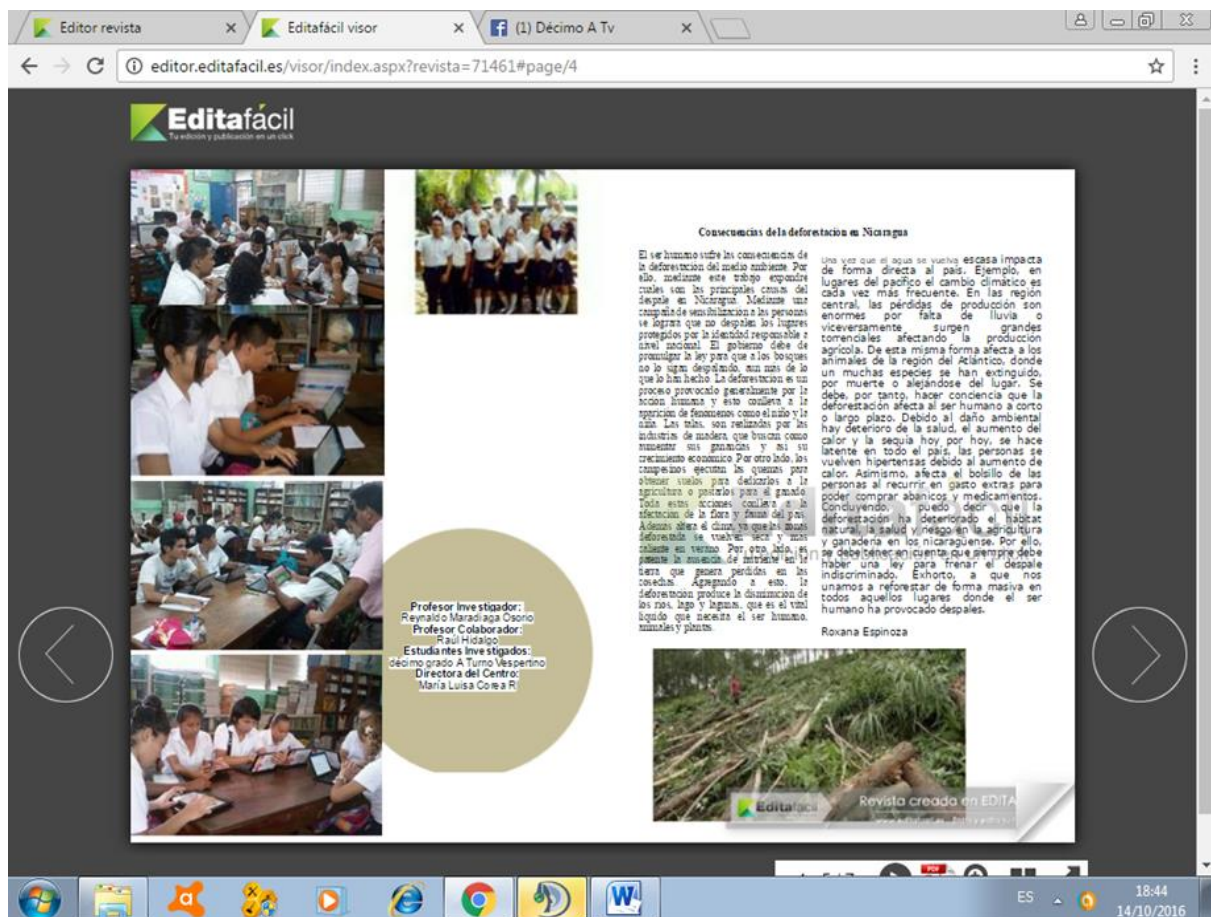 Editor revista
Editafácil visor
(1) Décimo A Tv
editor.editafacil.es/visor/index.aspx?revista=71461#page/4
Editafácil
Tu edición y publicación en un click
Profesor Investigador:
Reynaldo Maradiaga Osorio
Profesor Colaborador:
Raúl Hidalgo
Estudiantes Investigados:
décimo grado A Turno Vespertino
Directora del Centro:
María Luisa Corea R
Consecuencias de la deforestacion en Nicaragua
El ser humano sufre las consecuencias de
la deforestacion del medio ambiente. Por
ello, mediante este trabajo expondre
cuales son las principales causas del
despale en Nicaragua. Mediante una
campaña de sensibilizacion a las personas
se lograra que no despalen los lugares
protegidos por la identidad responsable a
nivel nacional. El gobierno debe de
promulgar la ley para que a los bosques
no lo sigan despalando, aun mas de lo
que lo han hecho. La deforestacion es un
proceso provocado generalmente por la
accion humana y esto conlleva a la
aparicion de fenomenos como el niño y la
niña. Las talas, son realizadas por las
industrias de madera, que buscan como
aumentar sus ganancias y asi su
crecimiento economico. Por otro lado, los
campesinos ejecutan las quemas para
obtener suelos para dedicarlos a la
agricultura o pastarlos para el ganado.
Toda estas acciones conlleva a la
afectacion de la flora y fauna del pais.
Ademas altera el clima, ya que las zonas
deforestada se vuelven seca y mas
caliente en verano. Por otro lado, es
patente la ausencia de nutriente en la
tierra que genera perdidas en las
cosechas. Agregando a esto, la
deforestacion produce la disminucion de
los rios, lago y lagunas, que es el vital
liquido que necesita el ser humano,
animales y plantas.
Una vez que el agua se vuelva escasa impacta
de forma directa al país. Ejemplo, en
lugares del pacífico el cambio climático es
cada vez más frecuente. En las región
central, las pérdidas de producción son
enormes por falta de lluvia o
viceversamente surgen grandes
torrenciales afectando la producción
agrícola. De esta misma forma afecta a los
animales de la región del Atlántico, donde
un muchas especies se han extinguido,
por muerte o alejándose del lugar. Se
debe, por tanto, hacer conciencia que la
deforestación afecta al ser humano a corto
o largo plazo. Debido al daño ambiental
hay deterioro de la salud, el aumento del
calor y la sequía hoy por hoy, se hace
latente en todo el país, las personas se
vuelven hipertensas debido al aumento de
calor. Asimismo, afecta el bolsillo de las
personas al recurrir en gasto extras para
poder comprar abanicos y medicamentos.
Concluyendo, puedo decir que la
deforestación ha deteriorado el hábitat
natural, la salud y riesgo en la agricultura
y ganadería en los nicaragüense. Por ello,
se debe tener en cuenta que siempre debe
haber una ley para frenar el despale
indiscriminado. Exhorto, a que nos
unamos a reforestar de forma masiva en
todos aquellos lugares donde el ser
humano ha provocado despales.
Roxana Espinoza
Editafácil
Revista creada en EDITA
PDF
ES
18:44
14/10/2016